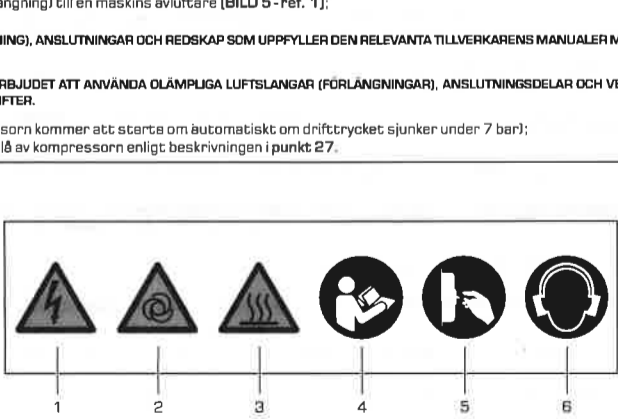 ängning) till en maskins avluftare (BILD 5 - ref. 1);
NING), ANSLUTNINGAR OCH REDSKAP SOM UPPFYLLER DEN RELEVANTA TILLVERKARENS MANUALER M
RBJUDET ATT ANVÄNDA OLÄMPLIGA LUFTSLANGAR (FÖRLÄNGNINGAR), ANSLUTNINGSDELAR OCH VE
IFTER.
sorn kommer att starta om automatiskt om drifttrycket sjunker under 7 bar);
lå av kompressorn enligt beskrivningen i punkt 27.
1 2 3 4 5 6